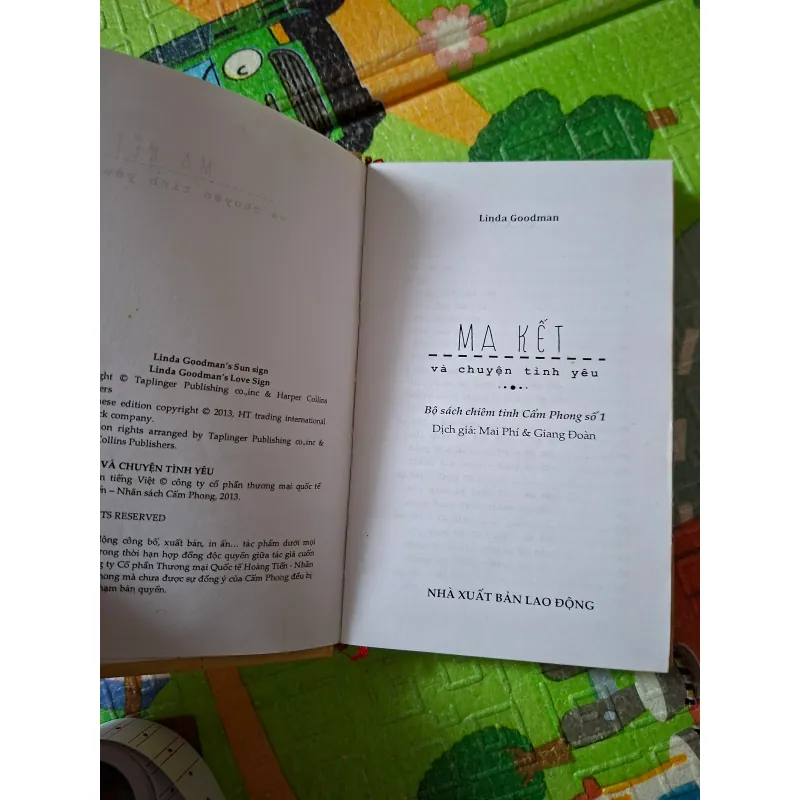 Linda Goodman's Sun sign
Linda Goodman's Love Sign
ght © Taplinger Publishing co.,inc & Harper Collins
ers
ese edition copyright © 2013, HT trading international
ck company.
on rights arranged by Taplinger Publishing co.,inc &
Collins Publishers.
VÀ CHUYỆN TÌNH YÊU
n tiếng Việt © công ty cổ phần thương mại quốc tế
ến – Nhân sách Cẩm Phong, 2013.
TS RESERVED
động công bố, xuất bản, in ấn... tác phẩm dưới mọi
rong thời hạn hợp đồng độc quyền giữa tác giả cuốn
g ty Cổ phần Thương mại Quốc tế Hoàng Tiến - Nhãn
hong mà chưa được sự đồng ý của Cẩm Phong đều bị
hạm bản quyền.
Linda Goodman
MA KẾT
và chuyện tình yêu
Bộ sách chiêm tinh Cẩm Phong số 1
Dịch giả: Mai Phí & Giang Đoàn
NHÀ XUẤT BẢN LAO ĐỘNG